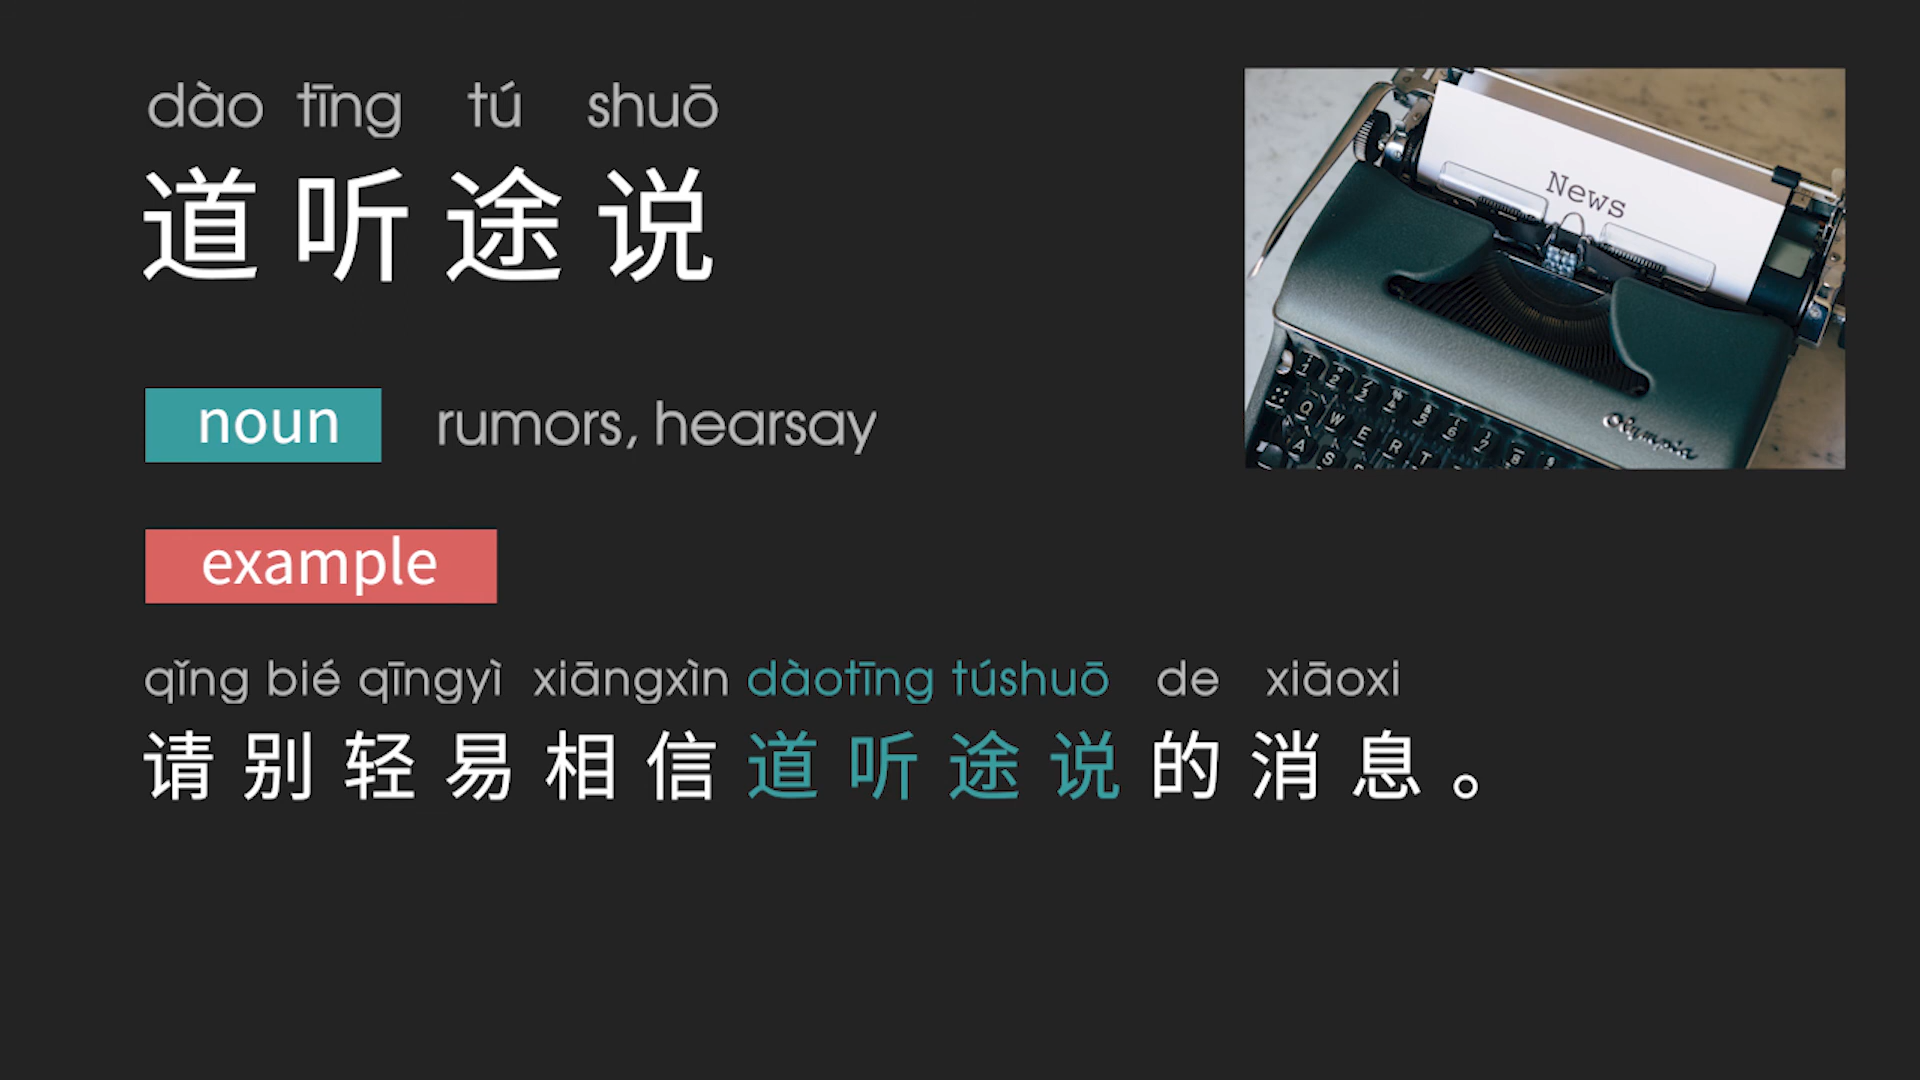 dào tīng tú shuō
道听途说
noun rumors, hearsay
example
qǐng bié qīngyì xiāngxìn dàotīng túshuō de xiāoxi
请别轻易相信道听途说的消息。
News
Olympia
Q W E R T
A S